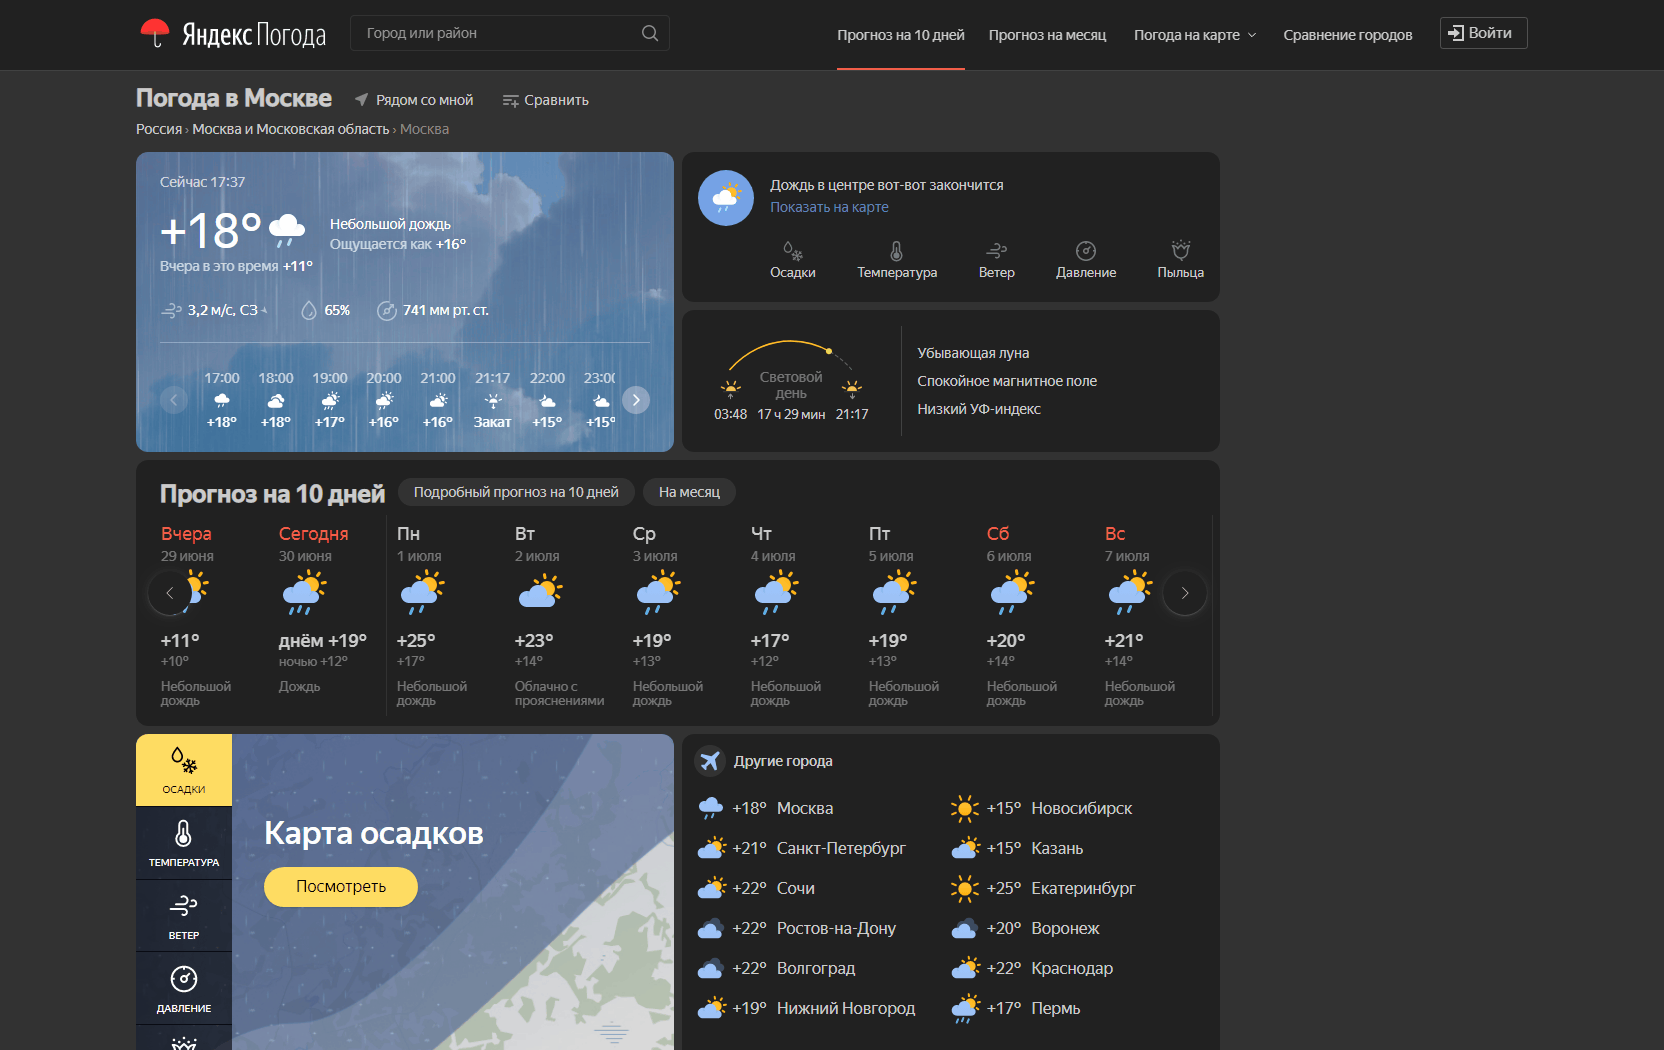 Яндекс Погода
Город или район
Прогноз на 10 дней
Прогноз на месяц
Погода на карте
Сравнение городов
Войти
Погода в Москве
Рядом со мной
Сравнить
Россия › Москва и Московская область › Москва
Сейчас 17:37
+18°
Небольшой дождь
Ощущается как +16°
Вчера в это время +11°
3,2 м/с, СЗ
65%
741 мм рт. ст.
17:00 18:00 19:00 20:00 21:00 21:17 22:00 23:00
+18° +18° +17° +16° +16° Закат +15° +15°
Дождь в центре вот-вот закончится
Показать на карте
Осадки Температура Ветер Давление Пыльца
Световой
день
03:48 17 ч 29 мин 21:17
Убывающая луна
Спокойное магнитное поле
Низкий УФ-индекс
Прогноз на 10 дней
Подробный прогноз на 10 дней
На месяц
Вчера Сегодня Пн Вт Ср Чт Пт Сб Вс
29 июня 30 июня 1 июля 2 июля 3 июля 4 июля 5 июля 6 июля 7 июля
+11° днём +19° +25° +23° +19° +17° +19° +20° +21°
+10° ночью +12° +17° +14° +13° +12° +13° +14° +14°
Небольшой Дождь Небольшой Облачно с Небольшой Небольшой Небольшой Небольшой Небольшой
дождь дождь прояснениями дождь дождь дождь дождь дождь
ОСАДКИ
ТЕМПЕРАТУРА
ВЕТЕР
ДАВЛЕНИЕ
Карта осадков
Посмотреть
Другие города
+18° Москва +15° Новосибирск
+21° Санкт-Петербург +15° Казань
+22° Сочи +25° Екатеринбург
+22° Ростов-на-Дону +20° Воронеж
+22° Волгоград +22° Краснодар
+19° Нижний Новгород +17° Пермь